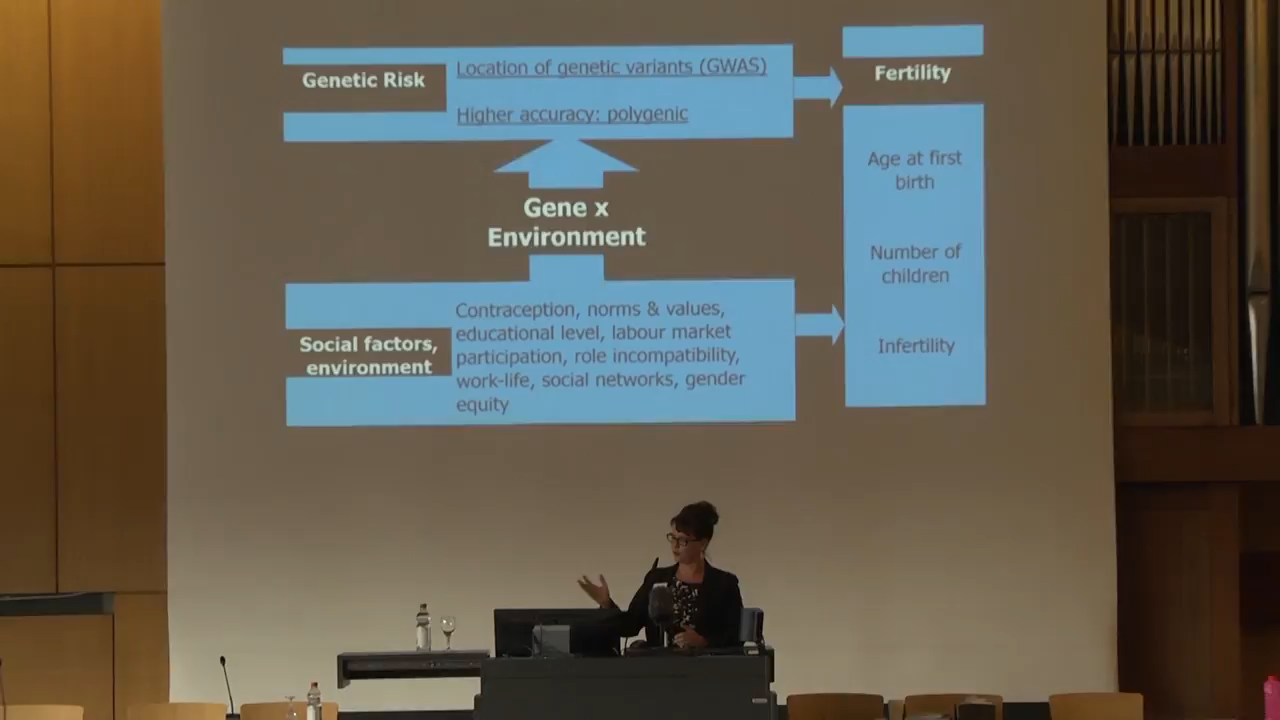 Genetic Risk
Location of genetic variants (GWAS)
Higher accuracy: polygenic
Fertility
Age at first
birth
Number of
children
Infertility
Gene x
Environment
Social factors,
environment
Contraception, norms & values,
educational level, labour market
participation, role incompatibility,
work-life, social networks, gender
equity